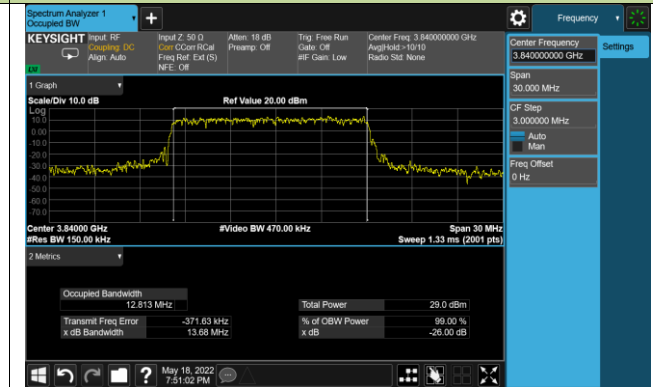 Spectrum Analyzer 1
Occupied BW
Frequency
KEYSIGHT
Input: RF
Coupling: DC
Align: Auto
Input Z: 50 Ω
Corr CCorr RCal
Freq Ref: Ext (S)
NFE: Off
Atten: 18 dB
Preamp: Off
Trig: Free Run
Gate: Off
#IF Gain: Low
Center Freq: 3.840000000 GHz
Avg|Hold:>10/10
Radio Std: None
LXI
Center Frequency
3.840000000 GHz
Settings
Span
30.000 MHz
CF Step
3.000000 MHz
Auto
Man
Freq Offset
0 Hz
1 Graph
Scale/Div 10.0 dB
Ref Value 20.00 dBm
Log
10.0
0.00
-10.0
-20.0
-30.0
-40.0
-50.0
-60.0
-70.0
Center 3.84000 GHz
#Video BW 470.00 kHz
Span 30 MHz
#Res BW 150.00 kHz
Sweep 1.33 ms (2001 pts)
2 Metrics
Occupied Bandwidth
12.813 MHz
Total Power 29.0 dBm
Transmit Freq Error -371.63 kHz
% of OBW Power 99.00 %
x dB Bandwidth 13.68 MHz
x dB -26.00 dB
?
May 18, 2022
7:51:02 PM